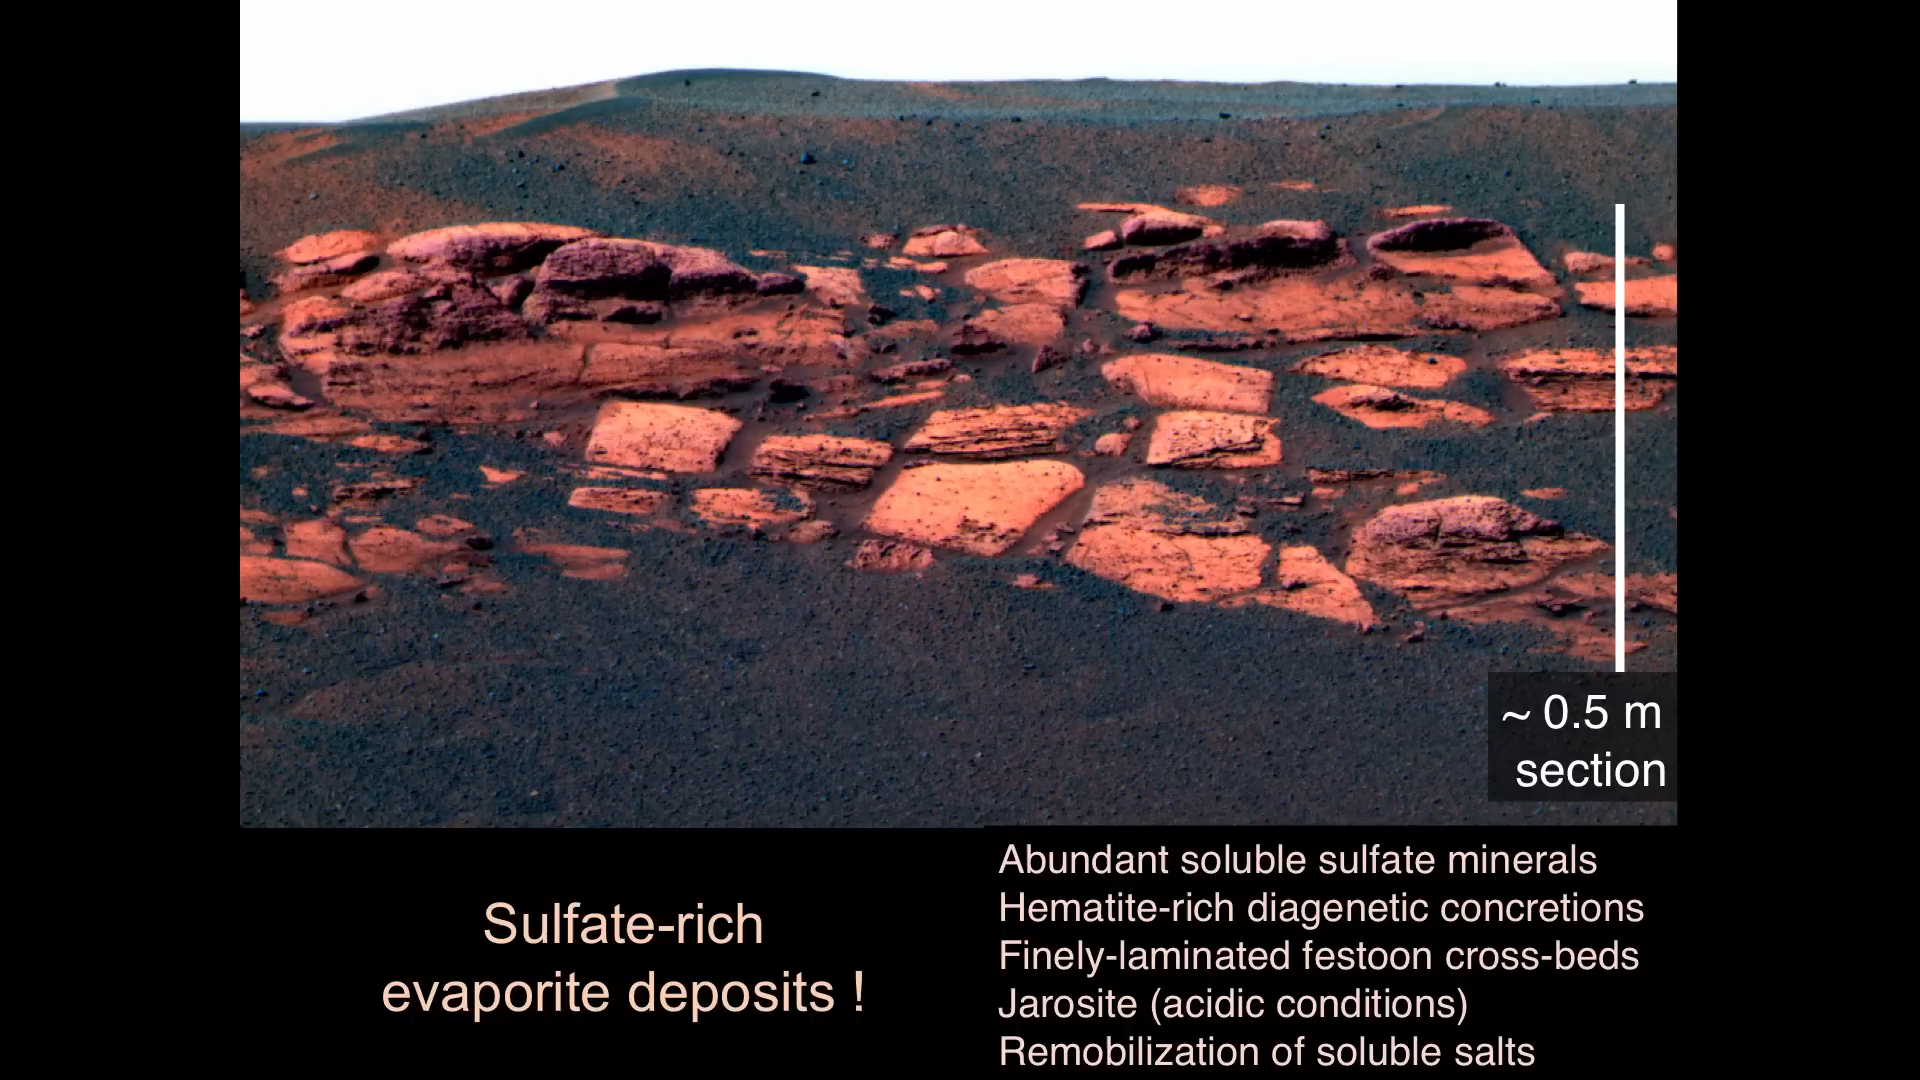 ~ 0.5 m
section
Sulfate-rich
evaporite deposits !
Abundant soluble sulfate minerals
Hematite-rich diagenetic concretions
Finely-laminated festoon cross-beds
Jarosite (acidic conditions)
Remobilization of soluble salts